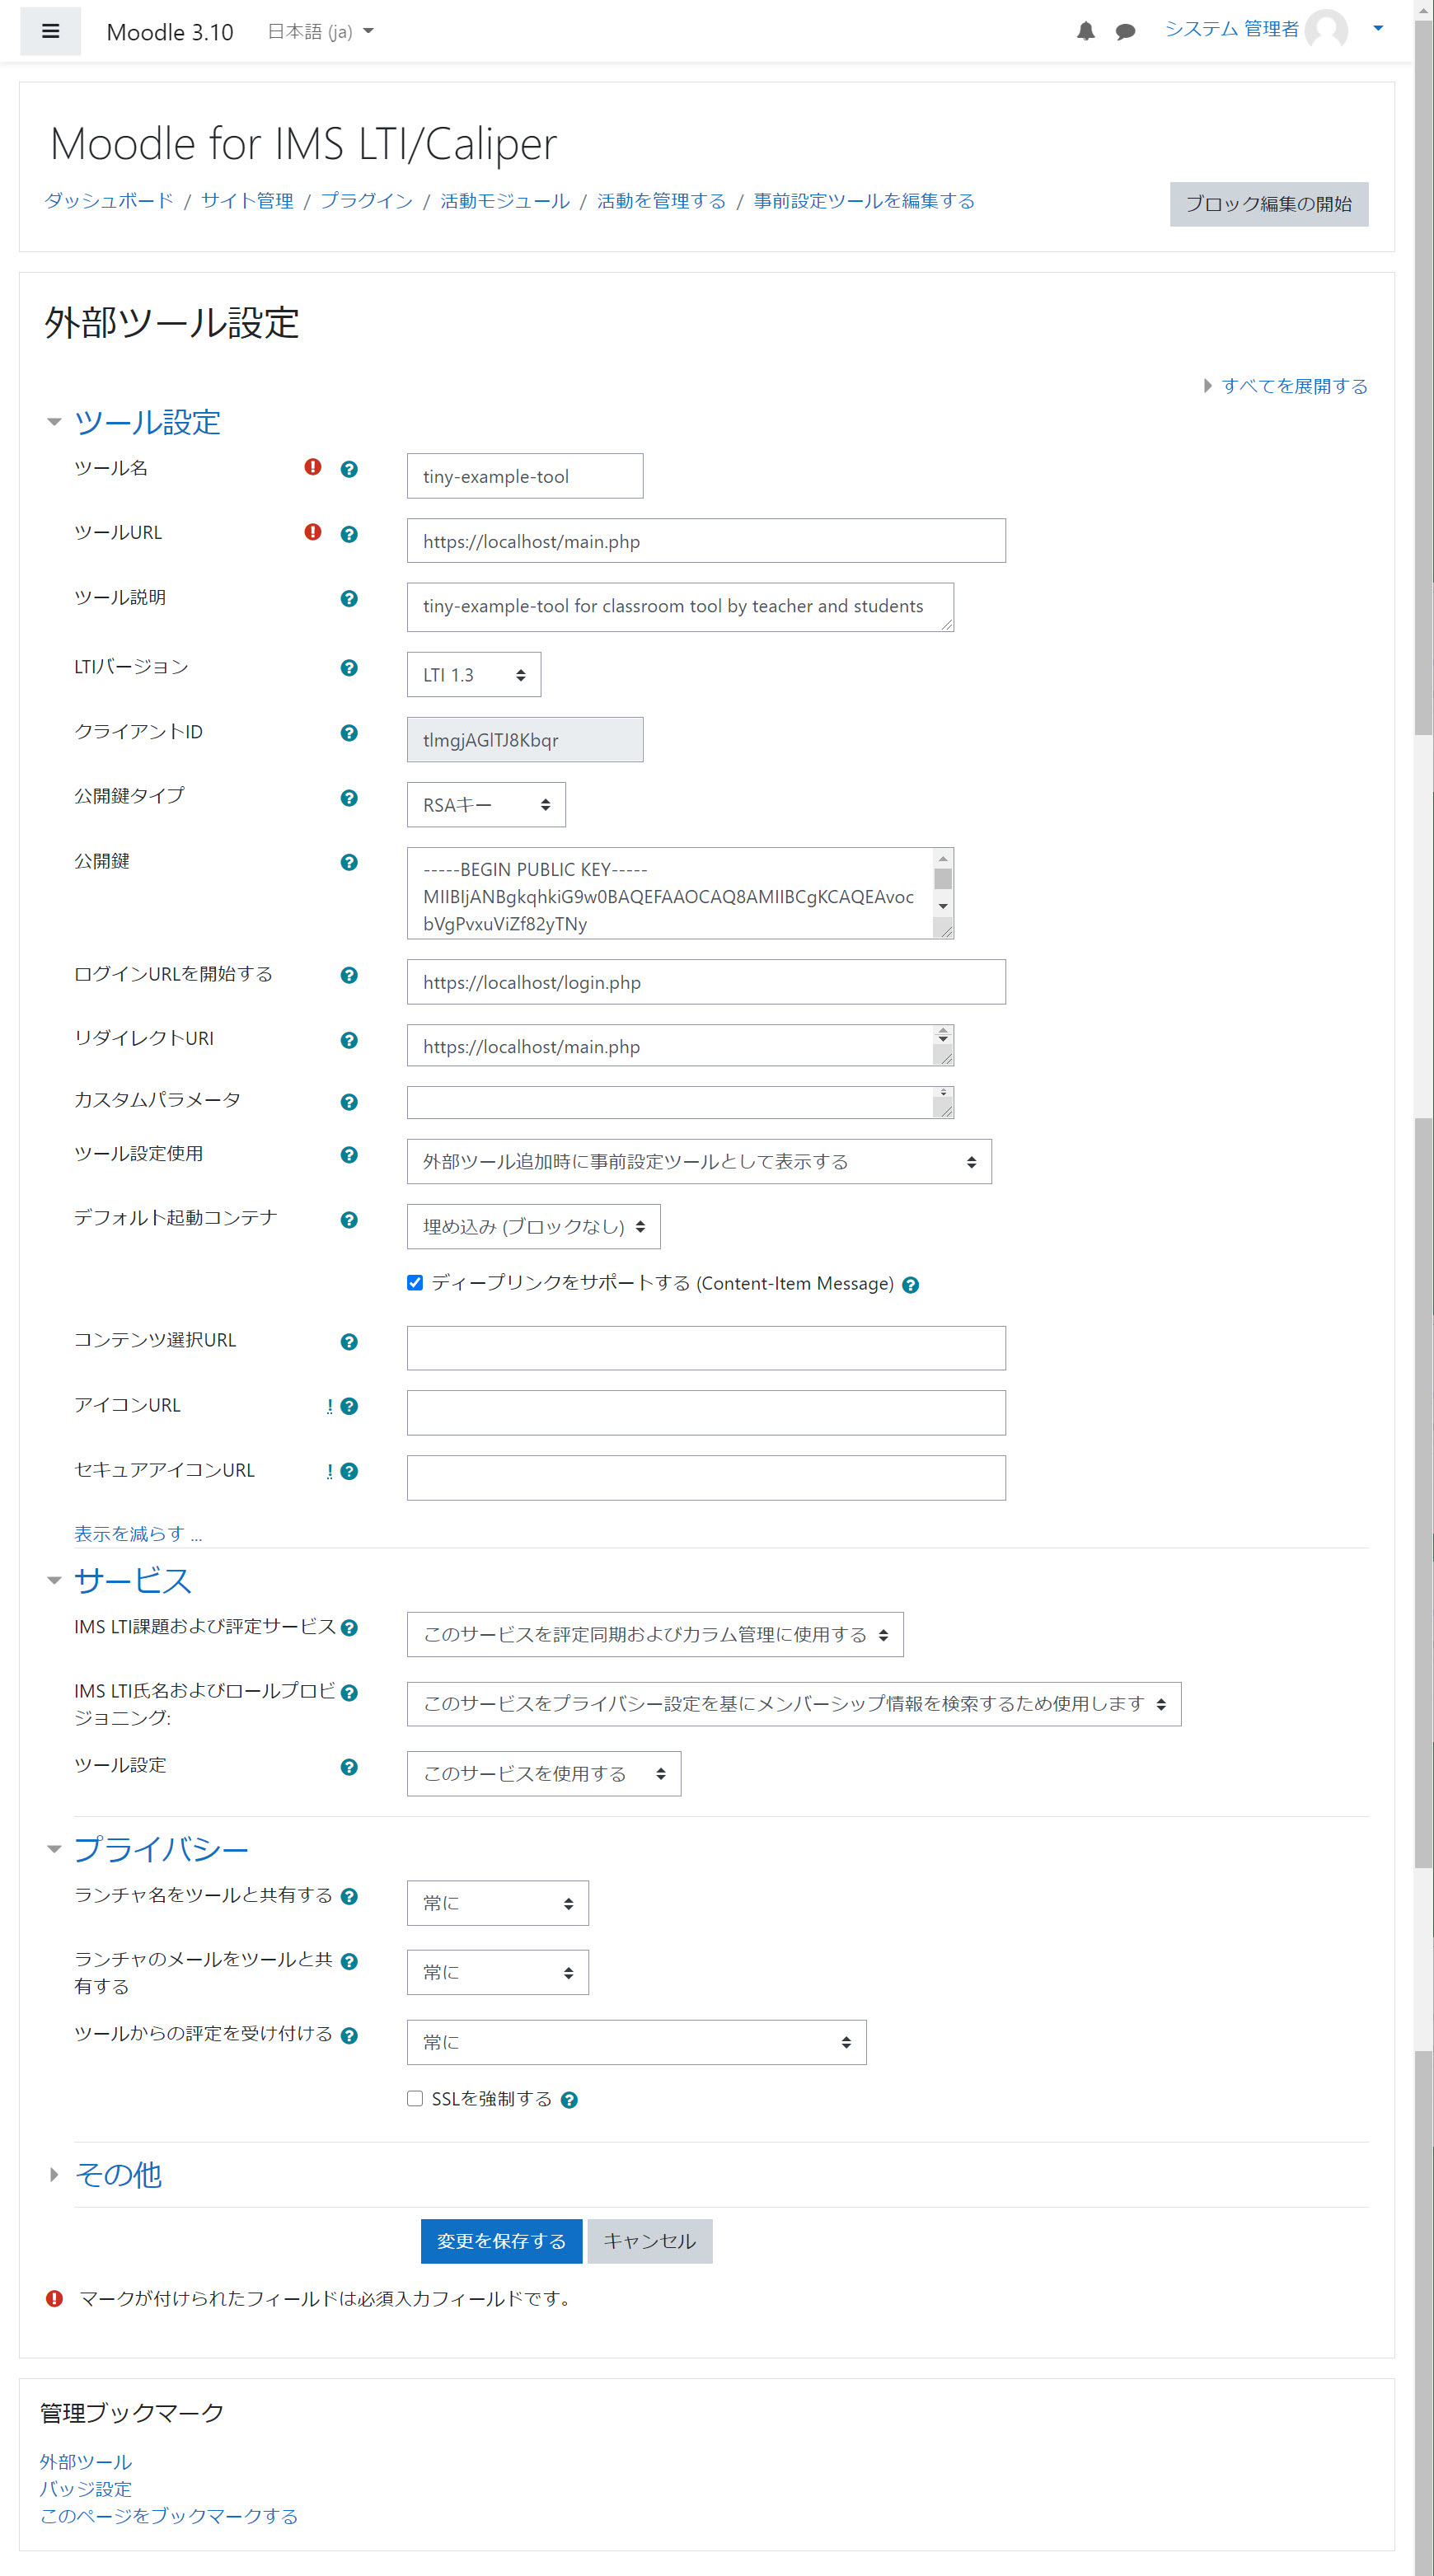 Moodle 3.10 日本語 (ja) システム 管理者
Moodle for IMS LTI/Caliper
ダッシュボード / サイト管理 / プラグイン / 活動モジュール / 活動を管理する / 事前設定ツールを編集する
ブロック編集の開始
外部ツール設定
すべてを展開する
ツール設定
ツール名 tiny-example-tool
ツールURL https://localhost/main.php
ツール説明 tiny-example-tool for classroom tool by teacher and students
LTIバージョン LTI 1.3
クライアントID tlmgjAGlTJ8Kbqr
公開鍵タイプ RSAキー
公開鍵 -----BEGIN PUBLIC KEY-----
MIIBIjANBgkqhkiG9w0BAQEFAAOCAQ8AMIIBCgKCAQEAvoc
bVgPvxuViZf82yTNy
ログインURLを開始する https://localhost/login.php
リダイレクトURI https://localhost/main.php
カスタムパラメータ
ツール設定使用 外部ツール追加時に事前設定ツールとして表示する
デフォルト起動コンテナ 埋め込み (ブロックなし)
ディープリンクをサポートする (Content-Item Message)
コンテンツ選択URL
アイコンURL !
セキュアアイコンURL !
表示を減らす ...
サービス
IMS LTI課題および評定サービス このサービスを評定同期およびカラム管理に使用する
IMS LTI氏名およびロールプロビ
ジョニング: このサービスをプライバシー設定を基にメンバーシップ情報を検索するため使用します
ツール設定 このサービスを使用する
プライバシー
ランチャ名をツールと共有する 常に
ランチャのメールをツールと共
有する 常に
ツールからの評定を受け付ける 常に
SSLを強制する
その他
変更を保存する キャンセル
マークが付けられたフィールドは必須入力フィールドです。
管理ブックマーク
外部ツール
バッジ設定
このページをブックマークする